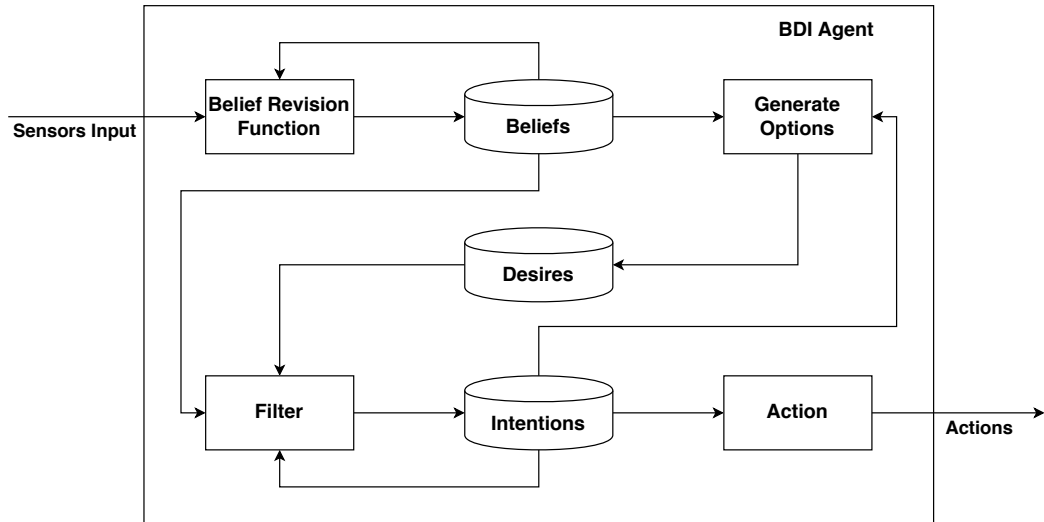 BDI Agent
Sensors Input
Belief Revision
Function
Beliefs
Generate
Options
Desires
Filter
Intentions
Action
Actions